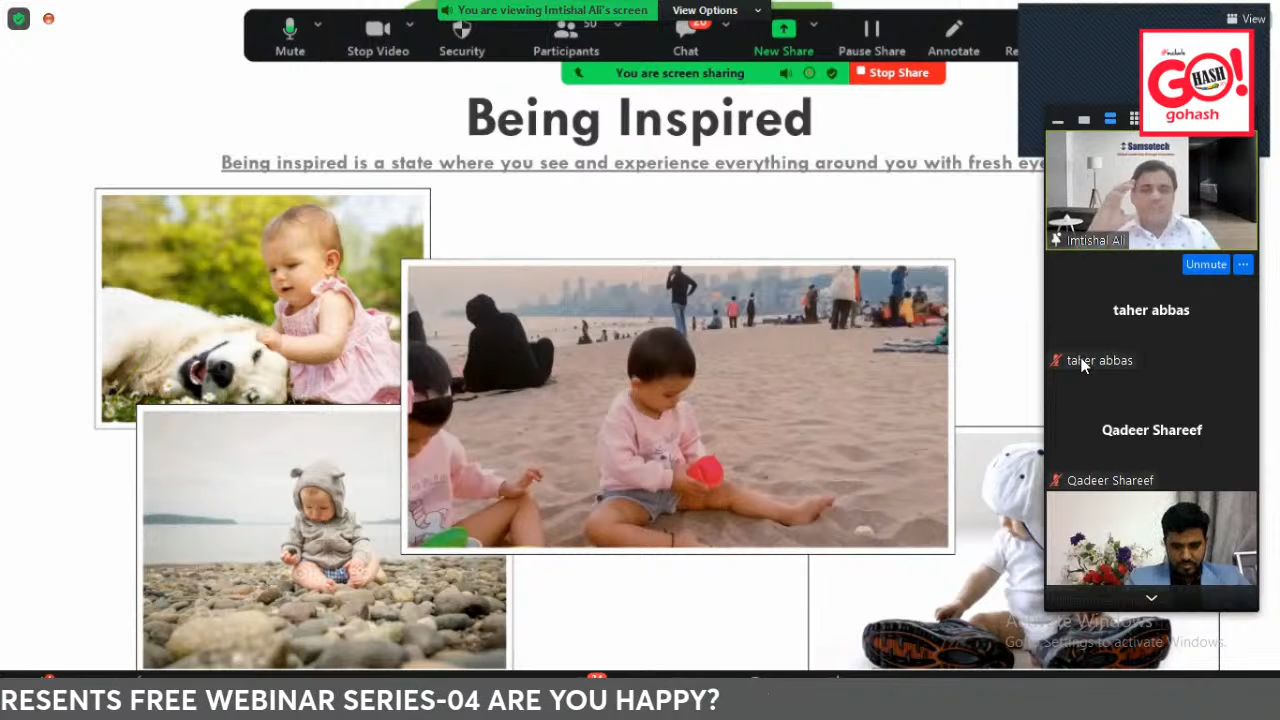 You are viewing Imtishal Ali's screen
View Options
View
Mute
Stop Video
Security
50
Participants
Chat
New Share
Pause Share
Annotate
You are screen sharing
Stop Share
#include
GO!
HASH
gohash
Being Inspired
Being inspired is a state where you see and experience everything around you with fresh
Samsotech
Imtishal Ali
Unmute
taher abbas
taher abbas
Qadeer Shareef
Qadeer Shareef
Activate Windows
Go to Settings to activate Windows.
RESENTS FREE WEBINAR SERIES-04 ARE YOU HAPPY?